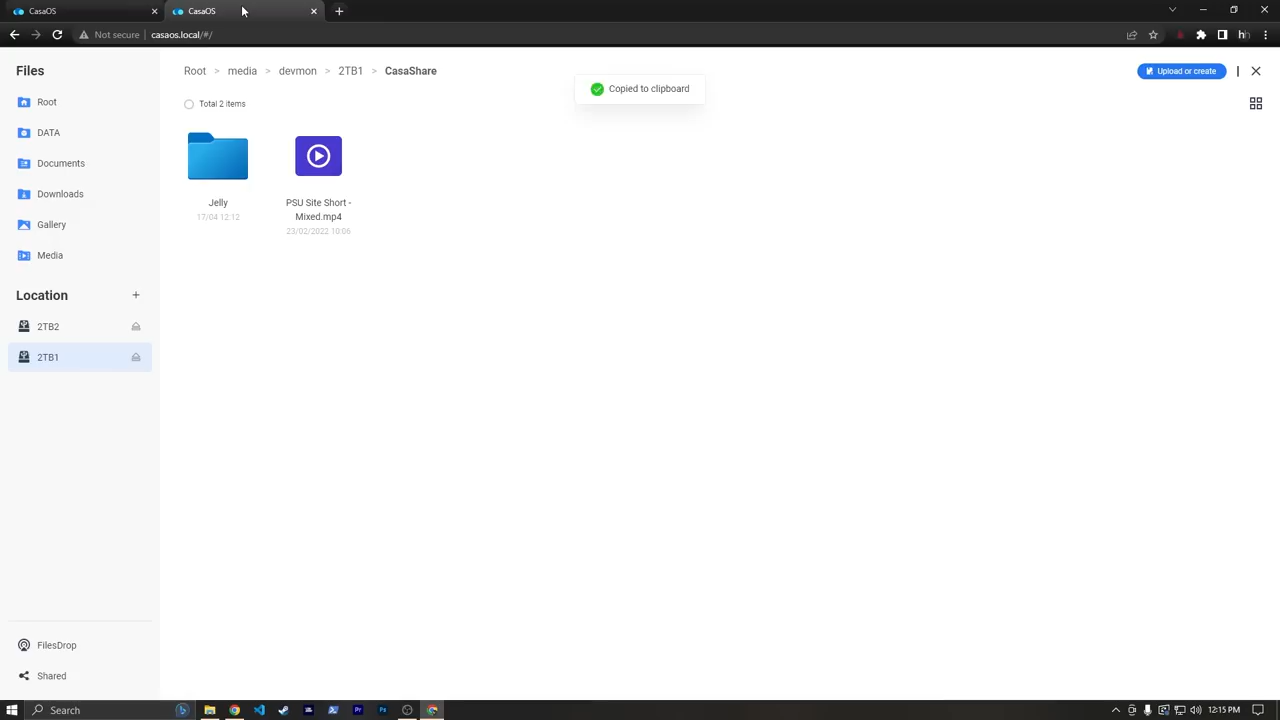 CasaOS
CasaOS
Not secure
casaos.local/#/
Files
Root > media > devmon > 2TB1 > CasaShare
Copied to clipboard
Upload or create
Root
Total 2 items
DATA
Documents
Downloads
Jelly
17/04 12:12
PSU Site Short -
Mixed.mp4
23/02/2022 10:06
Gallery
Media
Location
2TB2
2TB1
FilesDrop
Shared
Search
12:15 PM